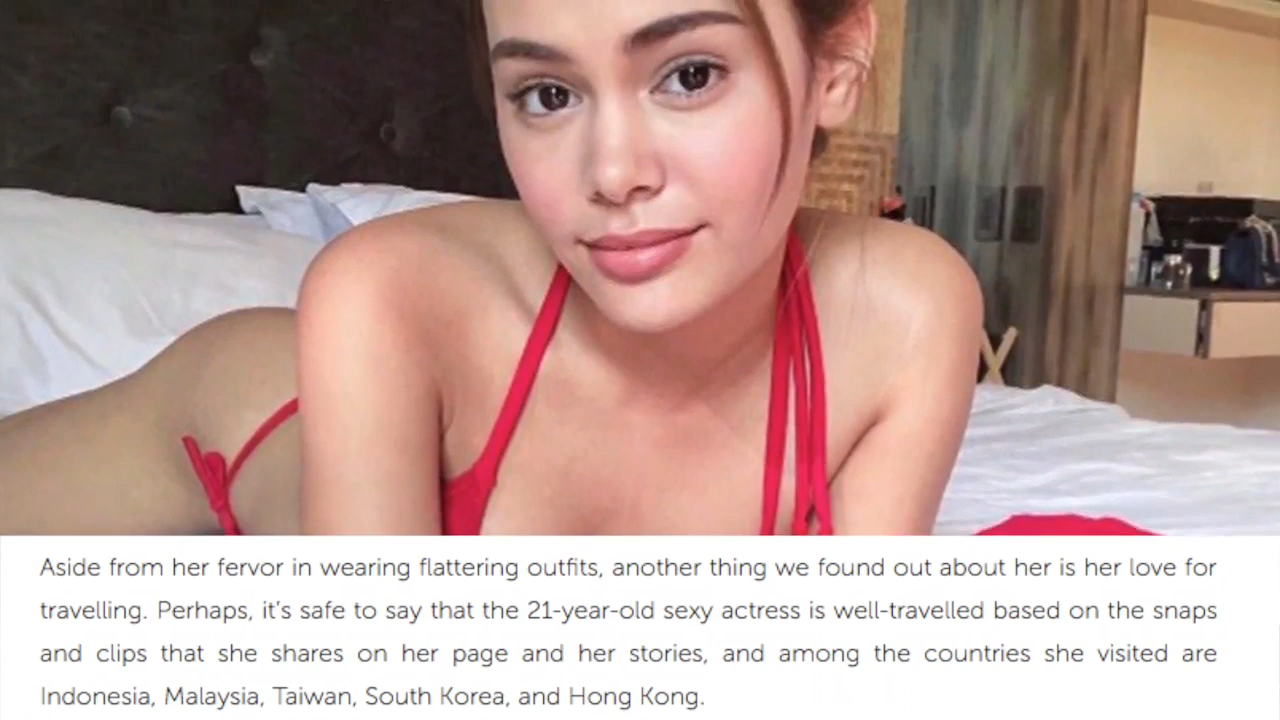 Aside from her fervor in wearing flattering outfits, another thing we found out about her is her love for
travelling. Perhaps, it’s safe to say that the 21-year-old sexy actress is well-travelled based on the snaps
and clips that she shares on her page and her stories, and among the countries she visited are
Indonesia, Malaysia, Taiwan, South Korea, and Hong Kong.